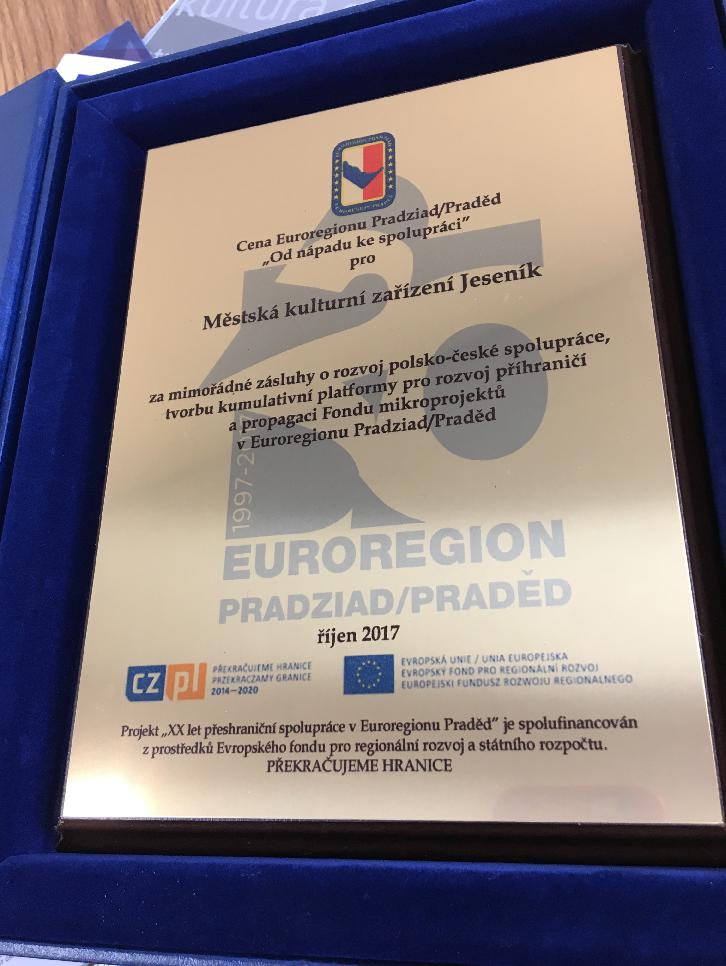 kultura
Cena Euroregionu Pradziad/Praděd
„Od nápadu ke spolupráci”
pro
Městská kulturní zařízení Jeseník
za mimořádné zásluhy o rozvoj polsko-české spolupráce,
tvorbu kumulativní platformy pro rozvoj příhraničí
a propagaci Fondu mikroprojektů
v Euroregionu Pradziad/Praděd
1997-20
EUROREGION
PRADZIAD/PRADĚD
říjen 2017
CZ pl
PŘEKRAČUJEME HRANICE
PRZEKRACZAMY GRANICE
2014—2020
EVROPSKÁ UNIE / UNIA EUROPEJSKA
EVROPSKÝ FOND PRO REGIONÁLNÍ ROZVOJ
EUROPEJSKI FUNDUSZ ROZWOJU REGIONALNEGO
Projekt „XX let přeshraniční spolupráce v Euroregionu Praděd” je spolufinancován
z prostředků Evropského fondu pro regionální rozvoj a státního rozpočtu.
PŘEKRAČUJEME HRANICE